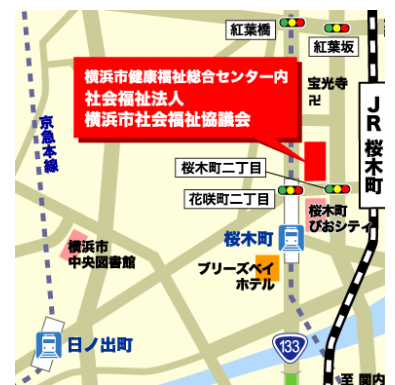 紅葉橋
紅葉坂
横浜市健康福祉総合センター内
社会福祉法人
横浜市社会福祉協議会
宝光寺
卍
JR 桜木町
京急本線
桜木町二丁目
花咲町二丁目
桜木町
ぴおシティ
桜木町
横浜市
中央図書館
ブリーズベイ
ホテル
日ノ出町
133
至 関内